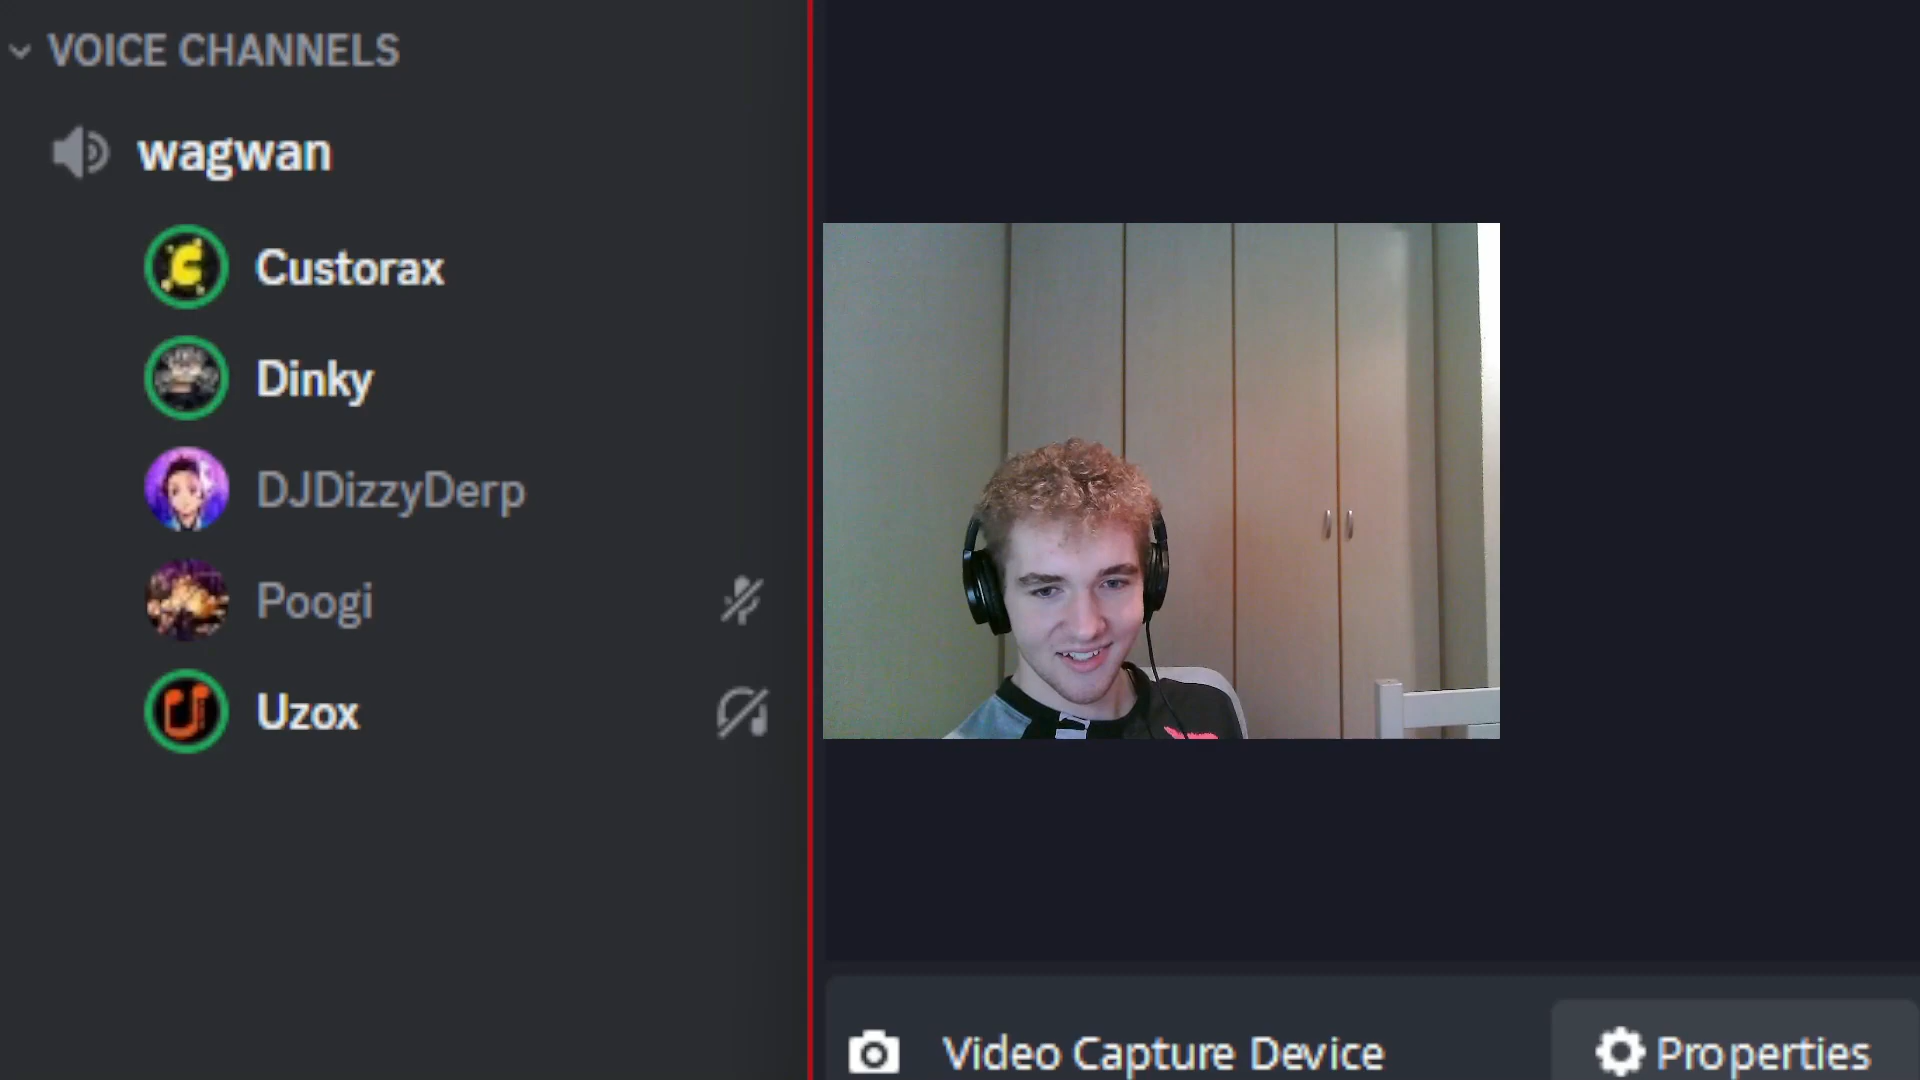 VOICE CHANNELS
wagwan
Custorax
Dinky
DJDizzyDerp
Poogi
Uzox
Video Capture Device
Properties